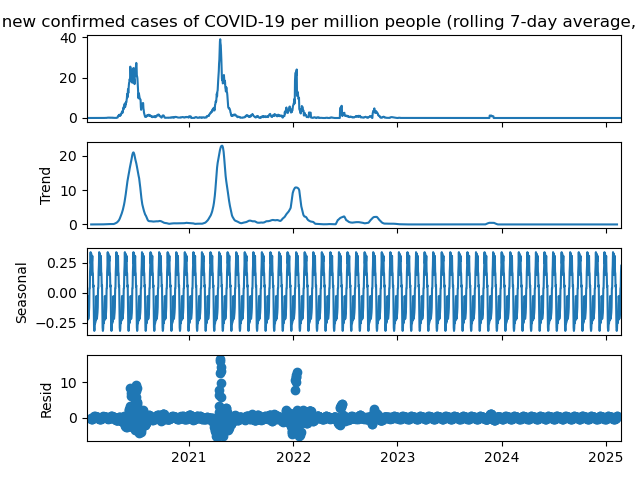 new confirmed cases of COVID-19 per million people (rolling 7-day average,
40
20
0
Trend
20
10
0
Seasonal
0.25
0.00
−0.25
Resid
10
0
2021 2022 2023 2024 2025